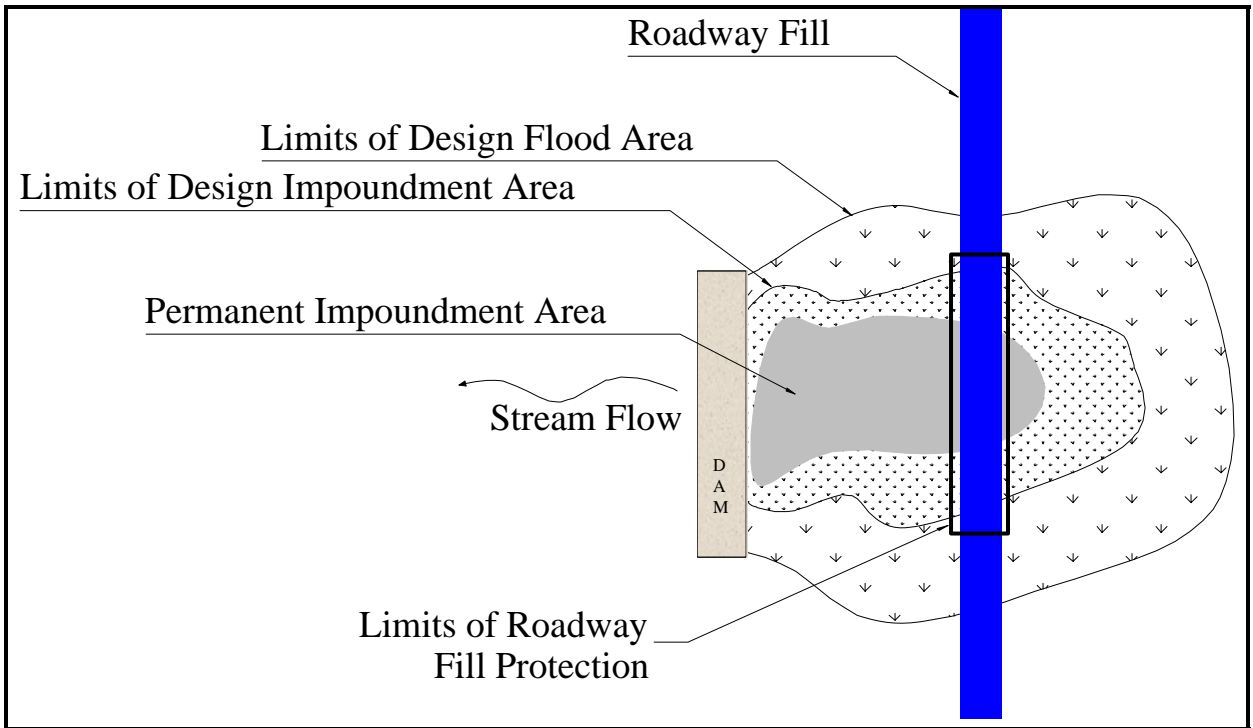 Roadway Fill
Limits of Design Flood Area
Limits of Design Impoundment Area
Permanent Impoundment Area
Stream Flow
D
A
M
Limits of Roadway
Fill Protection